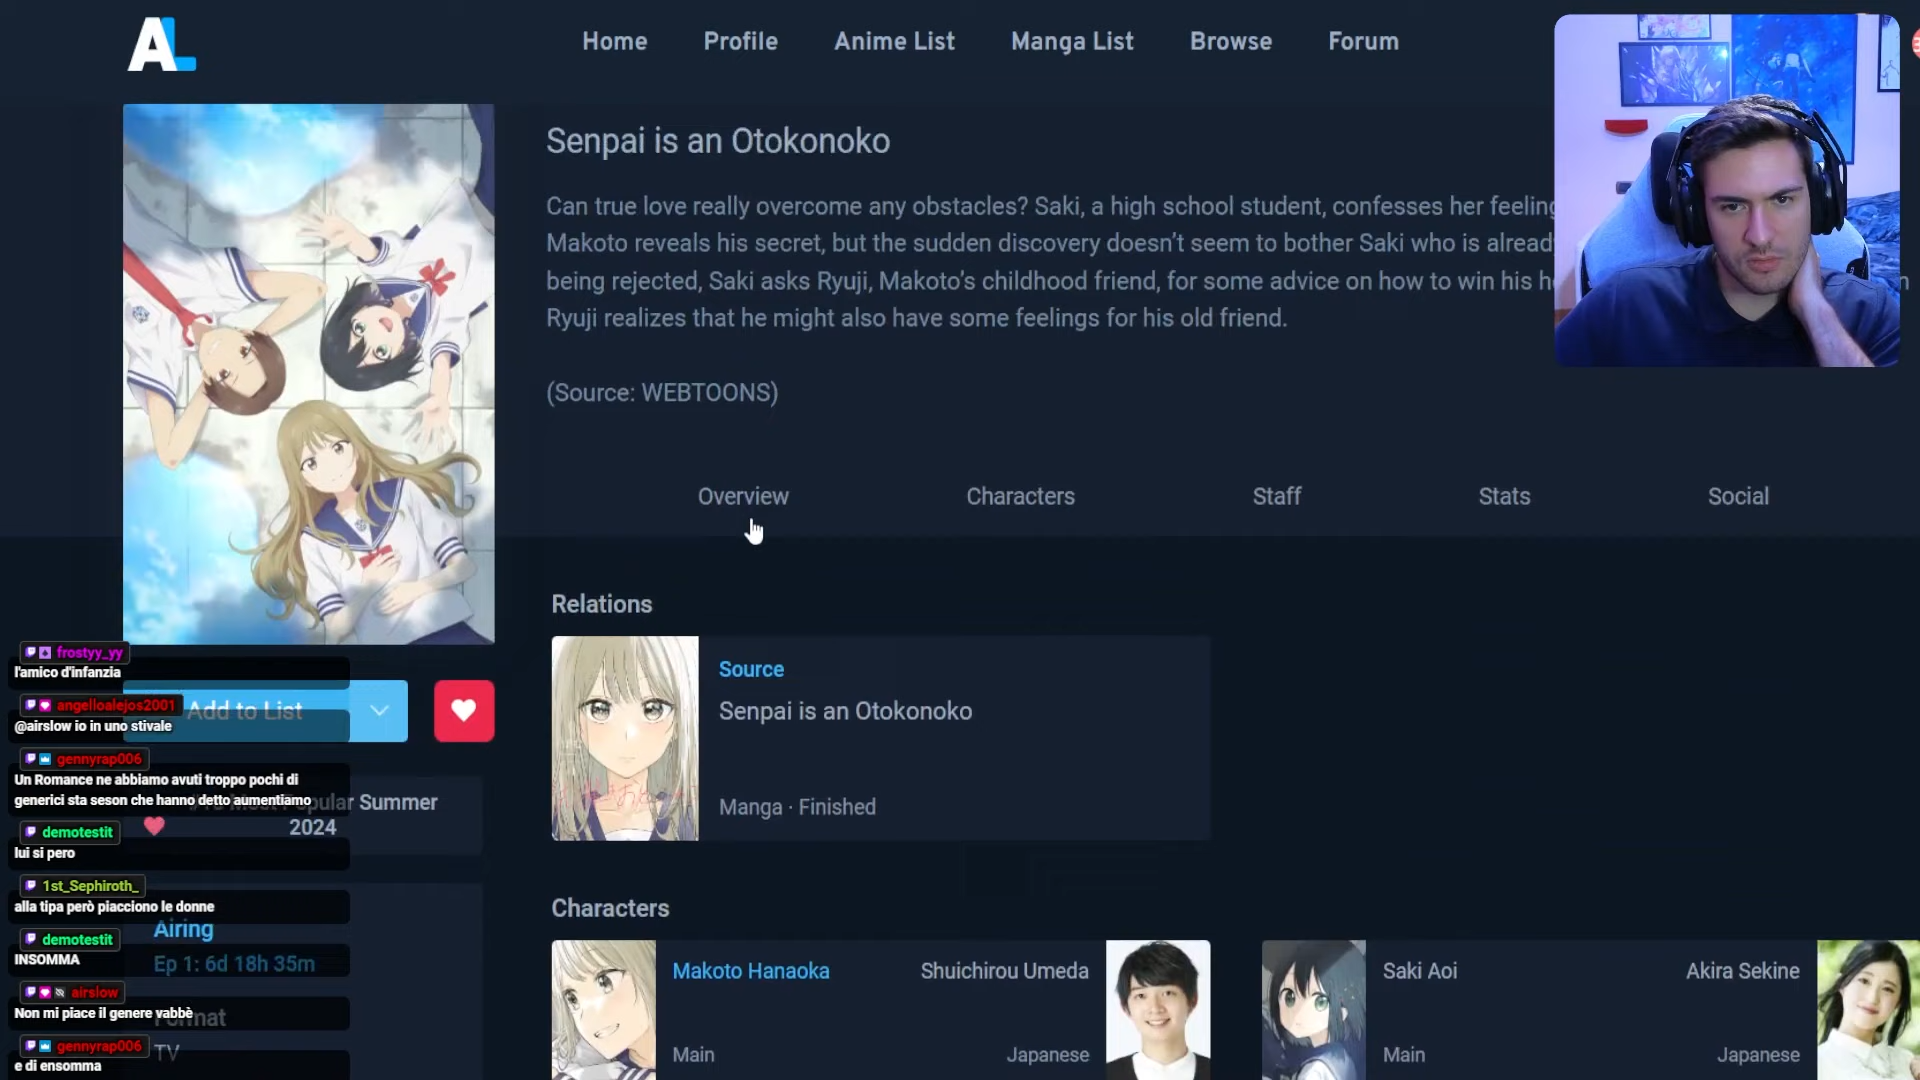 AL
Home
Profile
Anime List
Manga List
Browse
Forum
Senpai is an Otokonoko
Can true love really overcome any obstacles? Saki, a high school student, confesses her feeling
Makoto reveals his secret, but the sudden discovery doesn't seem to bother Saki who is alread
being rejected, Saki asks Ryuji, Makoto's childhood friend, for some advice on how to win his h
Ryuji realizes that he might also have some feelings for his old friend.
(Source: WEBTOONS)
Overview
Characters
Staff
Stats
Social
Relations
Source
Senpai is an Otokonoko
Manga · Finished
Characters
Makoto Hanaoka
Shuichirou Umeda
Main
Japanese
Saki Aoi
Akira Sekine
Main
Japanese
Add to List
Popular Summer
2024
Airing
Ep 1: 6d 18h 35m
Format
TV
frostyy_yy
l'amico d'infanzia
angelloalejos2001
@airslow io in uno stivale
gennyrap006
Un Romance ne abbiamo avuti troppo pochi di
generici sta seson che hanno detto aumentiamo
demotestit
lui si pero
1st_Sephiroth_
alla tipa però piacciono le donne
demotestit
INSOMMA
airslow
Non mi piace il genere vabbè
gennyrap006
e di ensomma